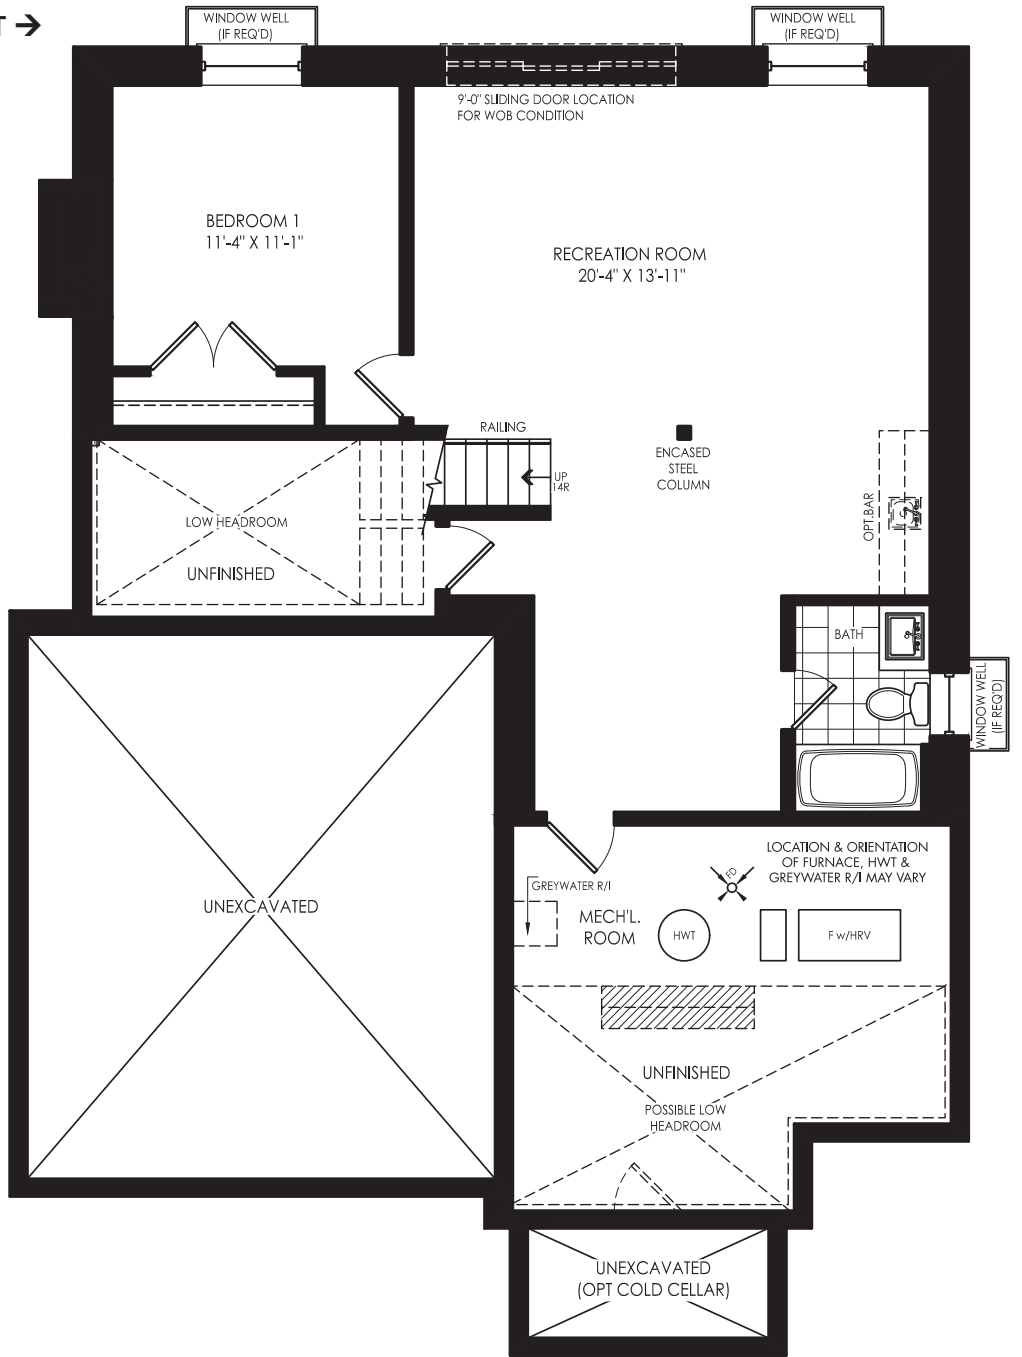 T →
WINDOW WELL
(IF REQ'D)
WINDOW WELL
(IF REQ'D)
9'-0" SLIDING DOOR LOCATION
FOR WOB CONDITION
BEDROOM 1
11'-4" X 11'-1"
RECREATION ROOM
20'-4" X 13'-11"
RAILING
UP
14R
ENCASED
STEEL
COLUMN
OPT.BAR
LOW HEADROOM
UNFINISHED
BATH
WINDOW WELL
(IF REQ'D)
UNEXCAVATED
LOCATION & ORIENTATION
OF FURNACE, HWT &
GREYWATER R/I MAY VARY
FD
GREYWATER R/I
MECH'L.
ROOM
HWT
F w/HRV
UNFINISHED
POSSIBLE LOW
HEADROOM
UNEXCAVATED
(OPT COLD CELLAR)